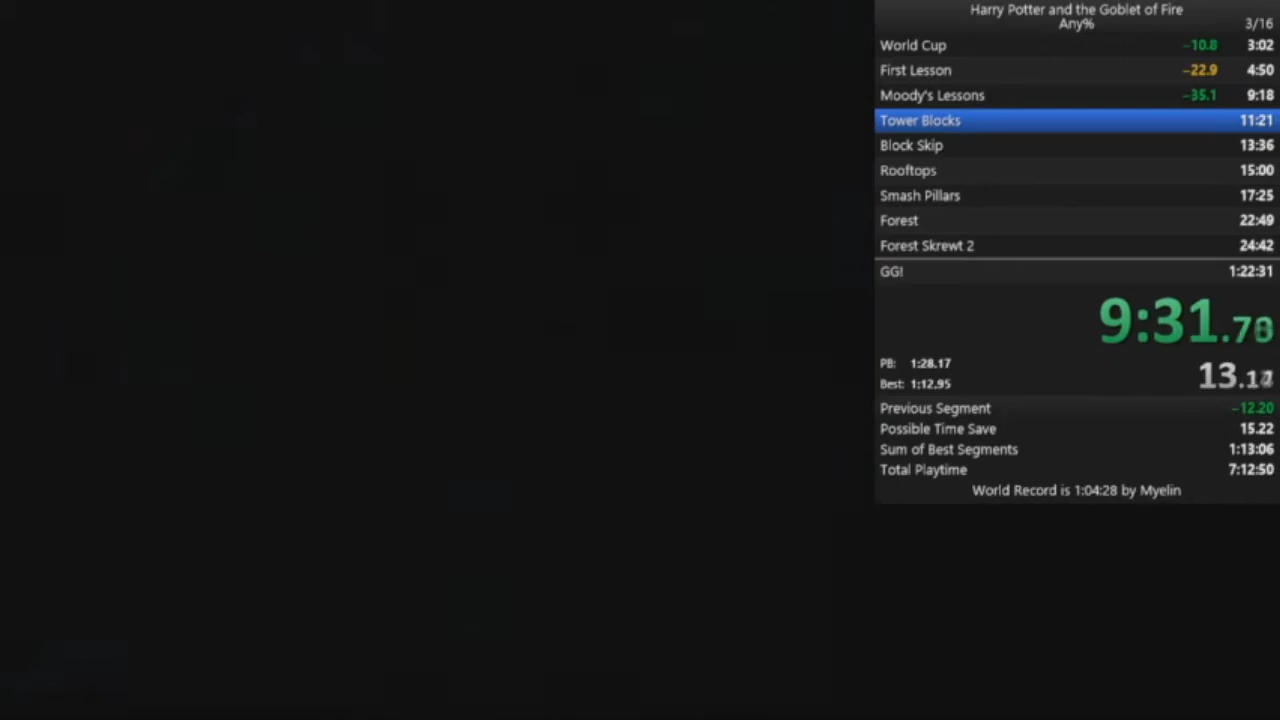 Harry Potter and the Goblet of Fire
Any% 3/16
World Cup -10.8 3:02
First Lesson -22.9 4:50
Moody's Lessons -35.1 9:18
Tower Blocks 11:21
Block Skip 13:36
Rooftops 15:00
Smash Pillars 17:25
Forest 22:49
Forest Skrewt 2 24:42
GG! 1:22:31
9:31.78
PB: 1:28.17
Best: 1:12.95
13.17
Previous Segment -12.20
Possible Time Save 15.22
Sum of Best Segments 1:13:06
Total Playtime 7:12:50
World Record is 1:04:28 by Myelin